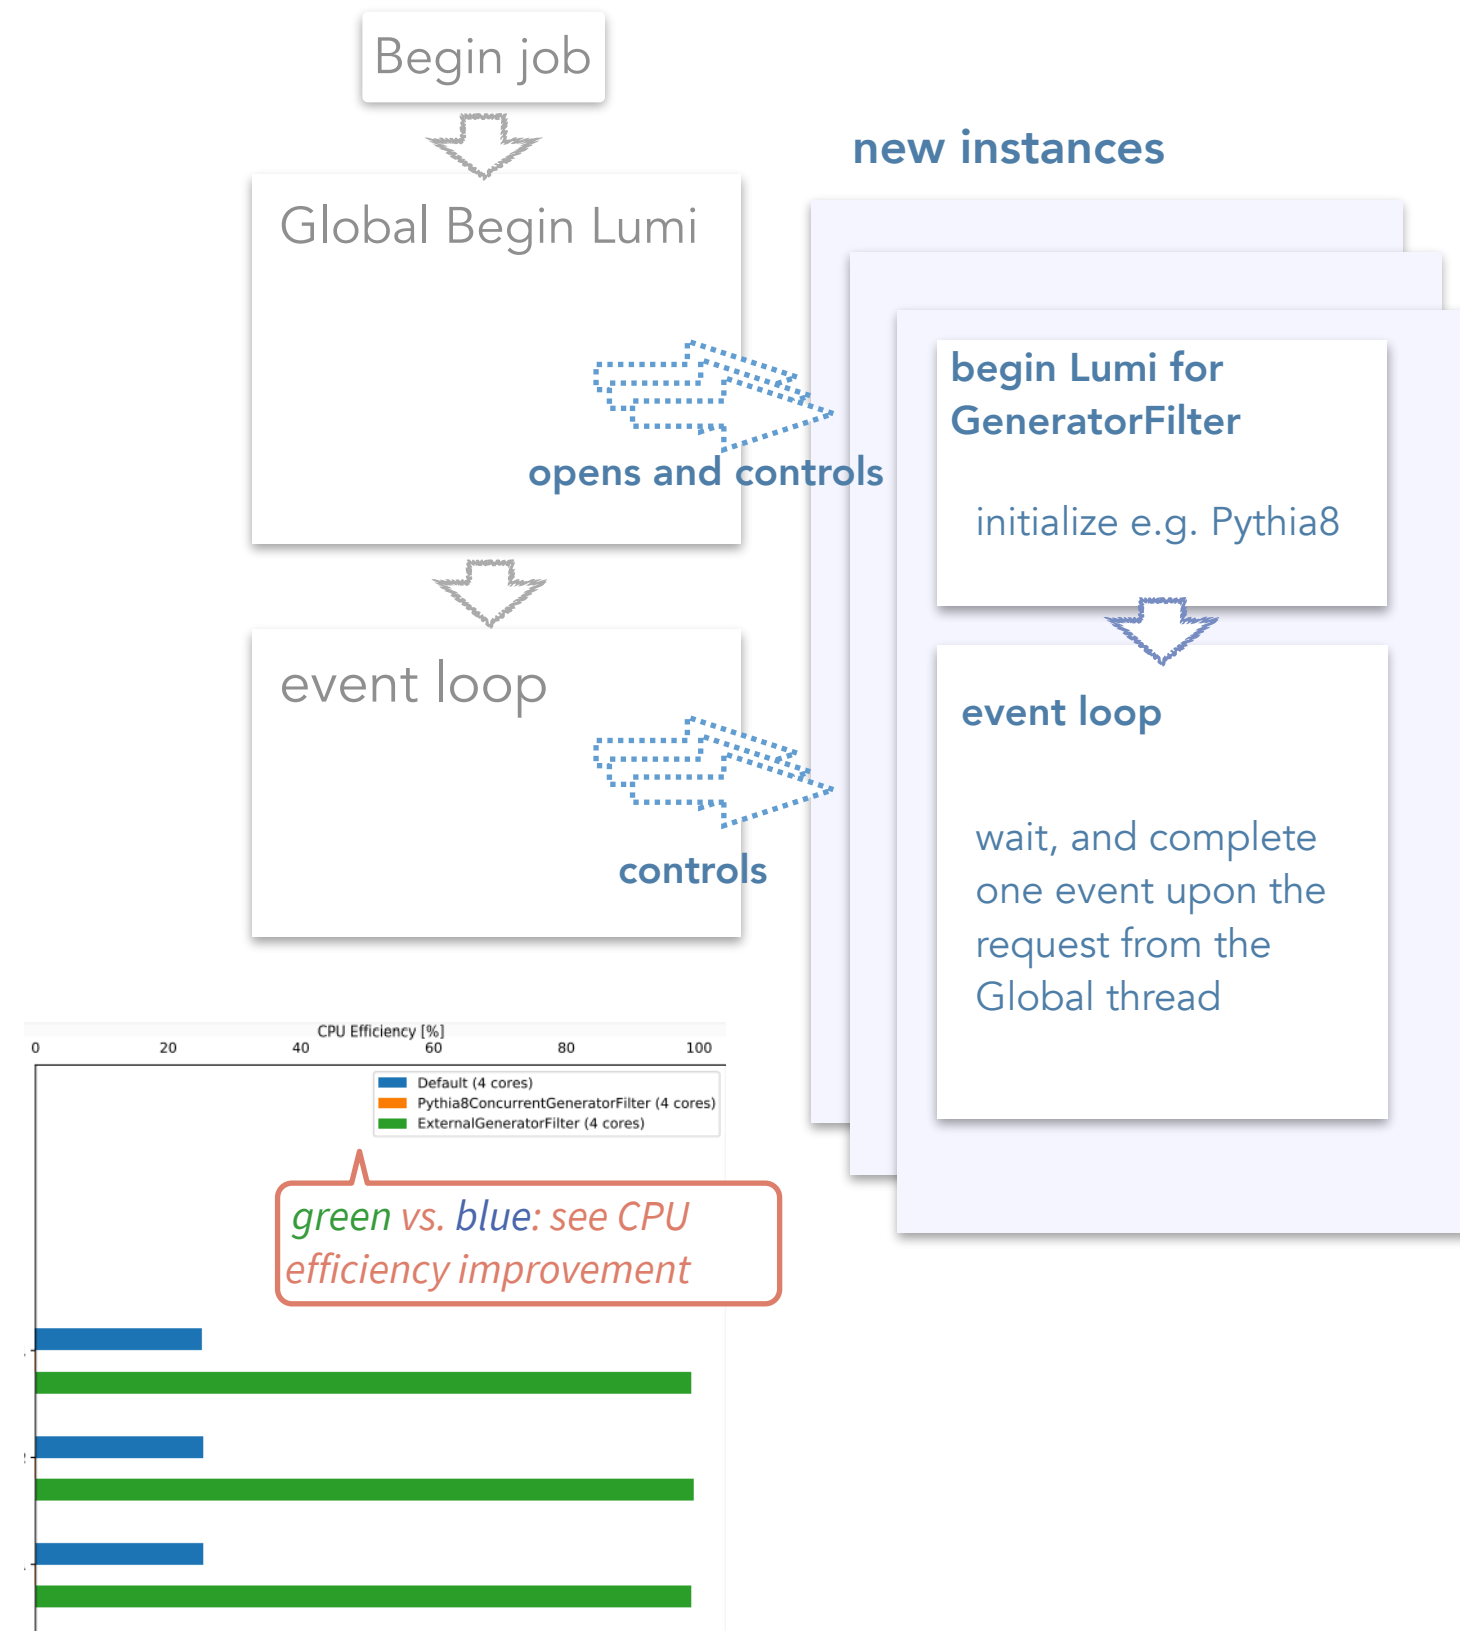 Begin job
new instances
Global Begin Lumi
begin Lumi for
GeneratorFilter
opens and controls
initialize e.g. Pythia8
event loop
event loop
controls
wait, and complete
one event upon the
request from the
Global thread
CPU Efficiency [%]
0 20 40 60 80 100
Default (4 cores)
Pythia8ConcurrentGeneratorFilter (4 cores)
ExternalGeneratorFilter (4 cores)
green vs. blue: see CPU
efficiency improvement